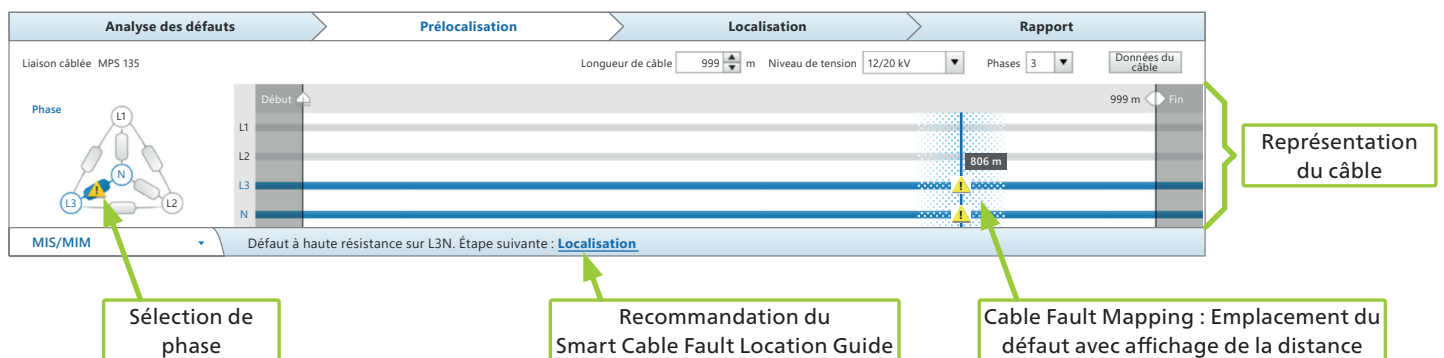 Analyse des défauts
Prélocalisation
Localisation
Rapport
Liaison câblée MPS 135
Longueur de câble 999 m
Niveau de tension 12/20 kV
Phases 3
Données du
câble
Phase
L1
N
L3
L2
Début
999 m
Fin
L1
L2
806 m
L3
N
MIS/MIM
Défaut à haute résistance sur L3N. Étape suivante : Localisation
Représentation
du câble
Sélection de
phase
Recommandation du
Smart Cable Fault Location Guide
Cable Fault Mapping : Emplacement du
défaut avec affichage de la distance